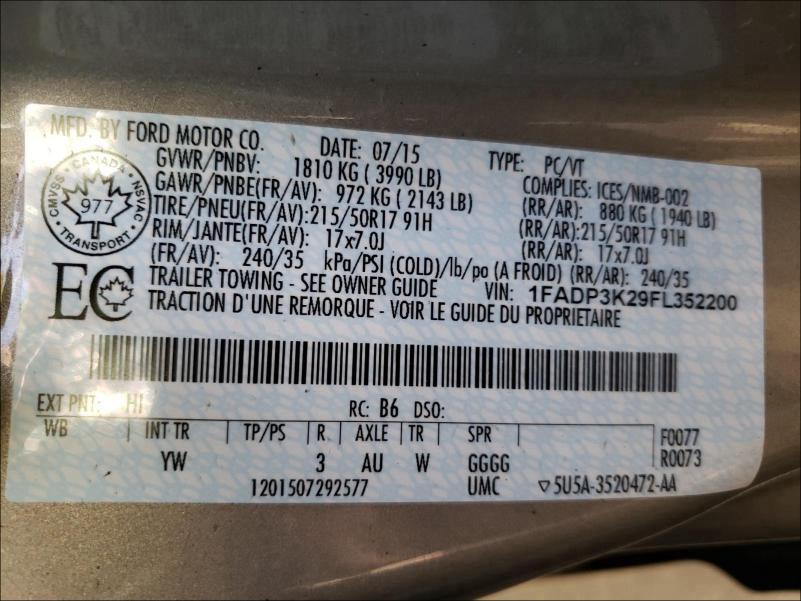 MFD. BY FORD MOTOR CO. DATE: 07/15 TYPE: PC/VT
GVWR/PNBV: 1810 KG ( 3990 LB) COMPLIES: ICES/NMB-002
GAWR/PNBE(FR/AV): 972 KG ( 2143 LB) (RR/AR): 880 KG ( 1940 LB)
TIRE/PNEU(FR/AV): 215/50R17 91H (RR/AR): 215/50R17 91H
RIM/JANTE(FR/AV): 17x7.0J (RR/AR): 17x7.0J
(FR/AV): 240/35 kPa/PSI (COLD)/lb/po (A FROID) (RR/AR): 240/35
CANADA
CMVSS
NSVAC
977
TRANSPORT
EC
TRAILER TOWING - SEE OWNER GUIDE VIN: 1FADP3K29FL352200
TRACTION D'UNE REMORQUE - VOIR LE GUIDE DU PROPRIETAIRE
EXT PNT: HI RC: B6 DSO:
WB INT TR TP/PS R AXLE TR SPR F0077
YW 3 AU W GGGG R0073
1201507292577 UMC ▽5U5A-3520472-AA